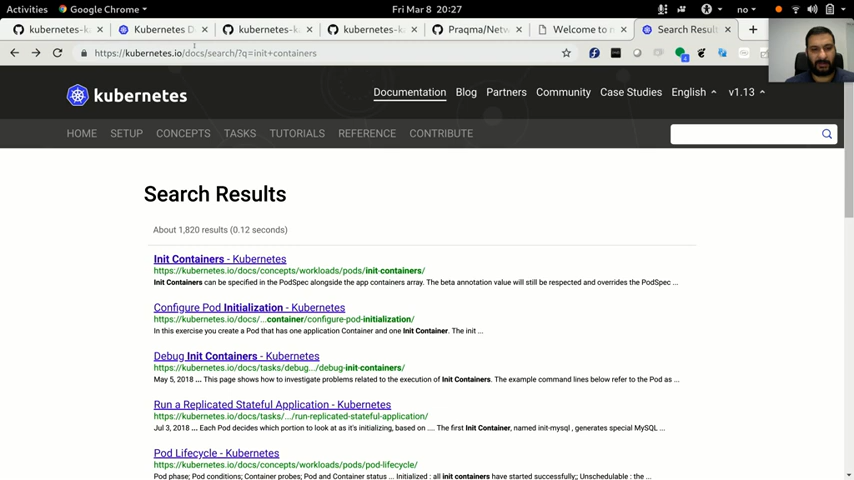 Activities Google Chrome Fri Mar 8 20:27 no
kubernetes-k Kubernetes D kubernetes-k kubernetes-k Praqma/Netw Welcome to n Search Result
https://kubernetes.io/docs/search/?q=init+containers
kubernetes Documentation Blog Partners Community Case Studies English v1.13
HOME SETUP CONCEPTS TASKS TUTORIALS REFERENCE CONTRIBUTE
Search Results
About 1,820 results (0.12 seconds)
Init Containers - Kubernetes
https://kubernetes.io/docs/concepts/workloads/pods/init-containers/
Init Containers can be specified in the PodSpec alongside the app containers array. The beta annotation value will still be respected and overrides the PodSpec ...
Configure Pod Initialization - Kubernetes
https://kubernetes.io/docs/...container/configure-pod-initialization/
In this exercise you create a Pod that has one application Container and one Init Container. The init ...
Debug Init Containers - Kubernetes
https://kubernetes.io/docs/tasks/debug.../debug-init-containers/
May 5, 2018 ... This page shows how to investigate problems related to the execution of Init Containers. The example command lines below refer to the Pod as ...
Run a Replicated Stateful Application - Kubernetes
https://kubernetes.io/docs/tasks/.../run-replicated-stateful-application/
Jul 3, 2018 ... Each Pod decides which portion to look at as it's initializing, based on .... The first Init Container, named init-mysql , generates special MySQL ...
Pod Lifecycle - Kubernetes
https://kubernetes.io/docs/concepts/workloads/pods/pod-lifecycle/
Pod phase; Pod conditions; Container probes; Pod and Container status ... Initialized : all init containers have started successfully;; Unschedulable : the ...